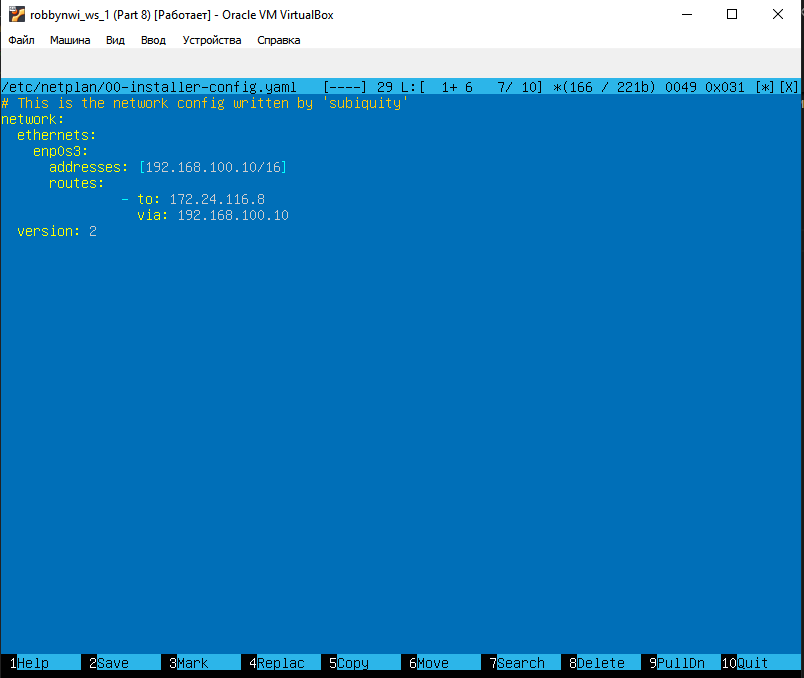 robbynwi_ws_1 (Part 8) [Работает] - Oracle VM VirtualBox
Файл Машина Вид Ввод Устройства Справка
/etc/netplan/00-installer-config.yaml [----] 29 L:[ 1+ 6 7/ 10] *(166 / 221b) 0049 0x031 [*][X]
# This is the network config written by 'subiquity'
network:
  ethernets:
    enp0s3:
      addresses: [192.168.100.10/16]
      routes:
               - to: 172.24.116.8
                 via: 192.168.100.10
  version: 2
1Help 2Save 3Mark 4Replac 5Copy 6Move 7Search 8Delete 9PullDn 10Quit